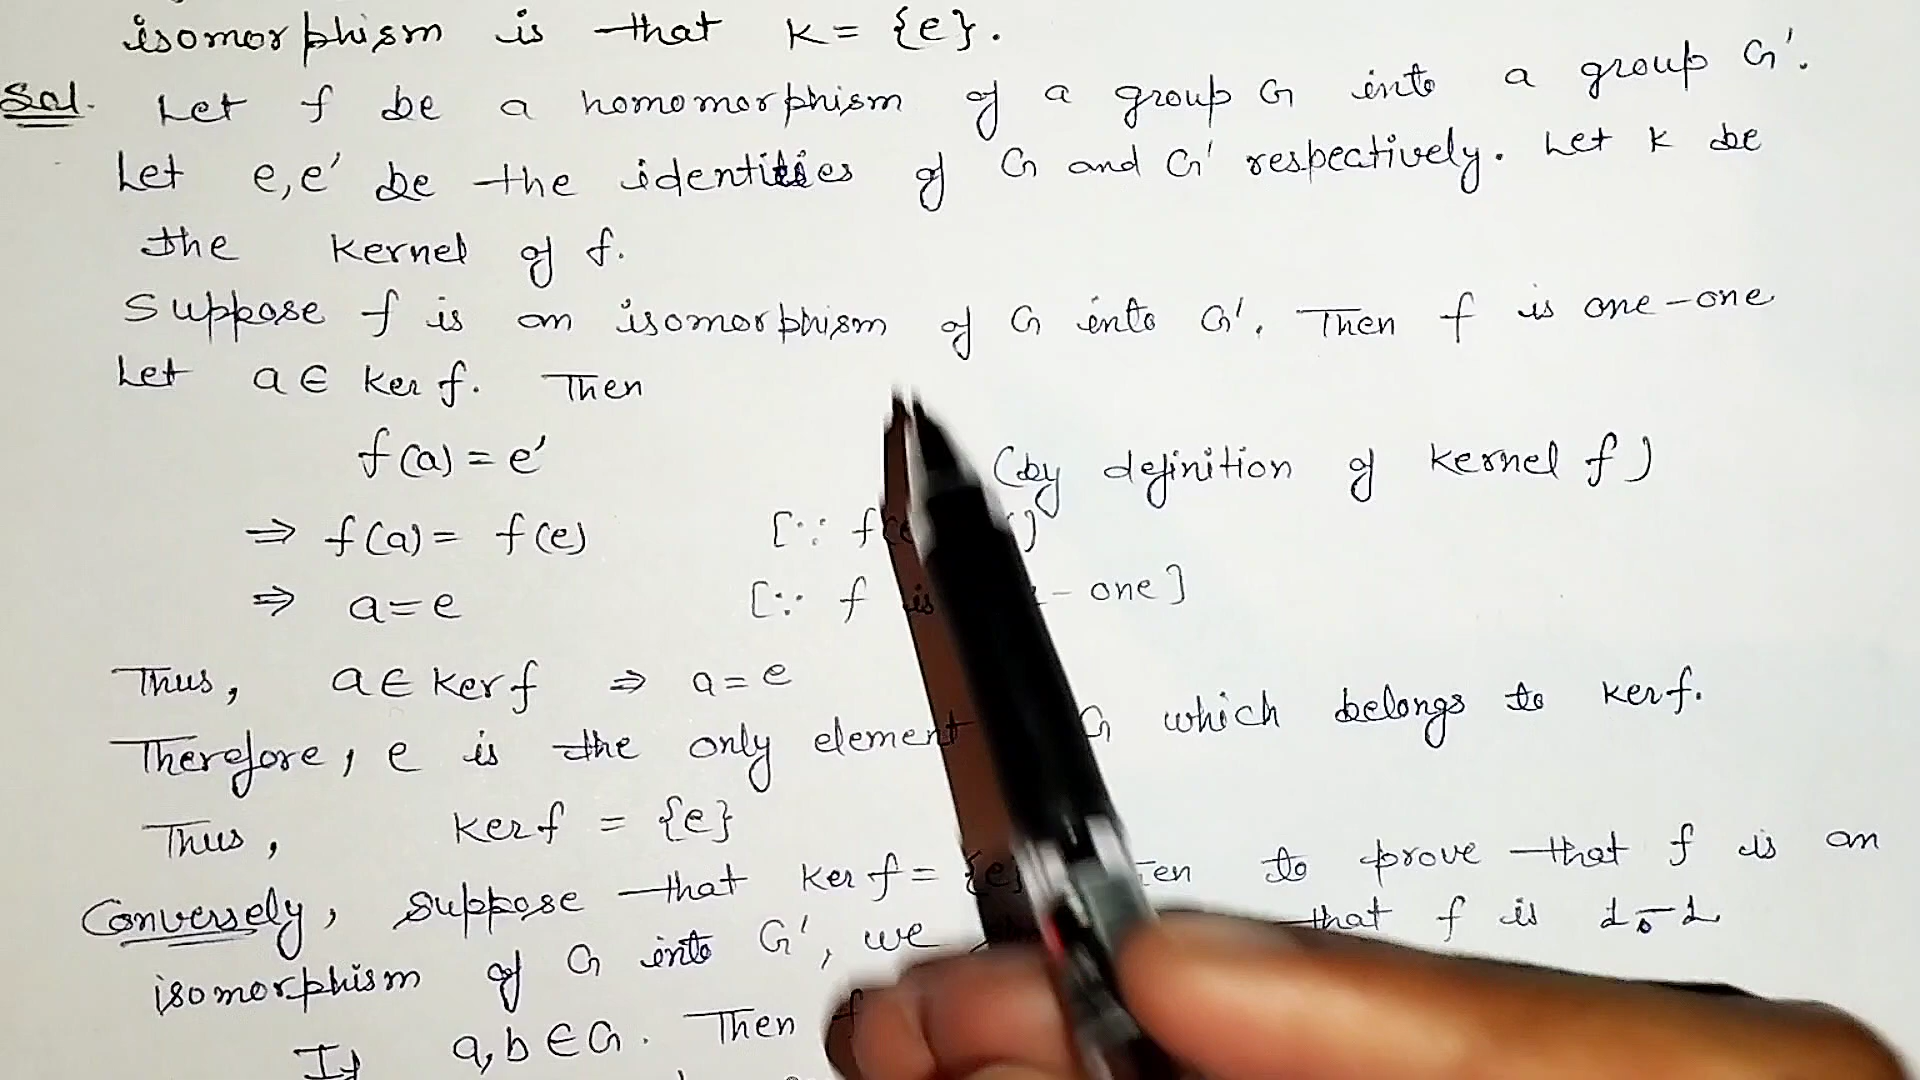 isomorphism is that K = {e}.
Sol. Let f be a homomorphism of a group G into a group G'.
Let e, e' be the identities of G and G' respectively. Let K be
the kernel of f.
Suppose f is an isomorphism of G into G'. Then f is one-one
Let a ∈ Ker f. Then
f(a) = e' (by definition of kernel f)
⇒ f(a) = f(e) [∵ f(e
⇒ a = e [∵ f is - one]
Thus, a ∈ Ker f ⇒ a = e
Therefore, e is the only element G which belongs to Ker f.
Thus, Ker f = {e}
Conversely, suppose that Ker f = {e} to prove that f is an
isomorphism of G into G', we that f is 1-1
If a, b ∈ G. Then f